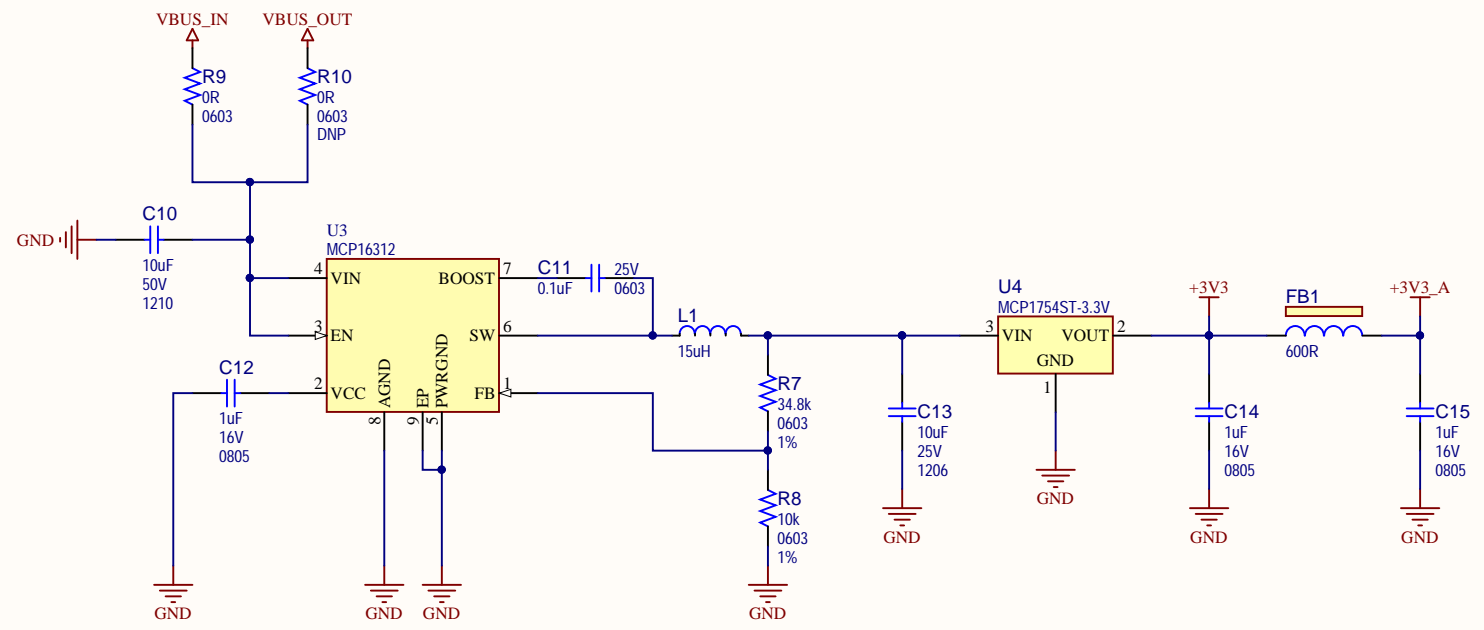 VBUS_IN
VBUS_OUT
R9
0R
0603
R10
0R
0603
DNP
GND
C10
10uF
50V
1210
U3
MCP16312
4
VIN
BOOST
7
3
EN
SW
6
2
VCC
FB
1
AGND
8
EP
9
PWRGND
5
C11
0.1uF
25V
0603
C12
1uF
16V
0805
GND
GND
GND
L1
15uH
R7
34.8k
0603
1%
R8
10k
0603
1%
GND
C13
10uF
25V
1206
GND
U4
MCP1754ST-3.3V
3
VIN
VOUT
2
GND
1
GND
+3V3
C14
1uF
16V
0805
GND
FB1
600R
+3V3_A
C15
1uF
16V
0805
GND